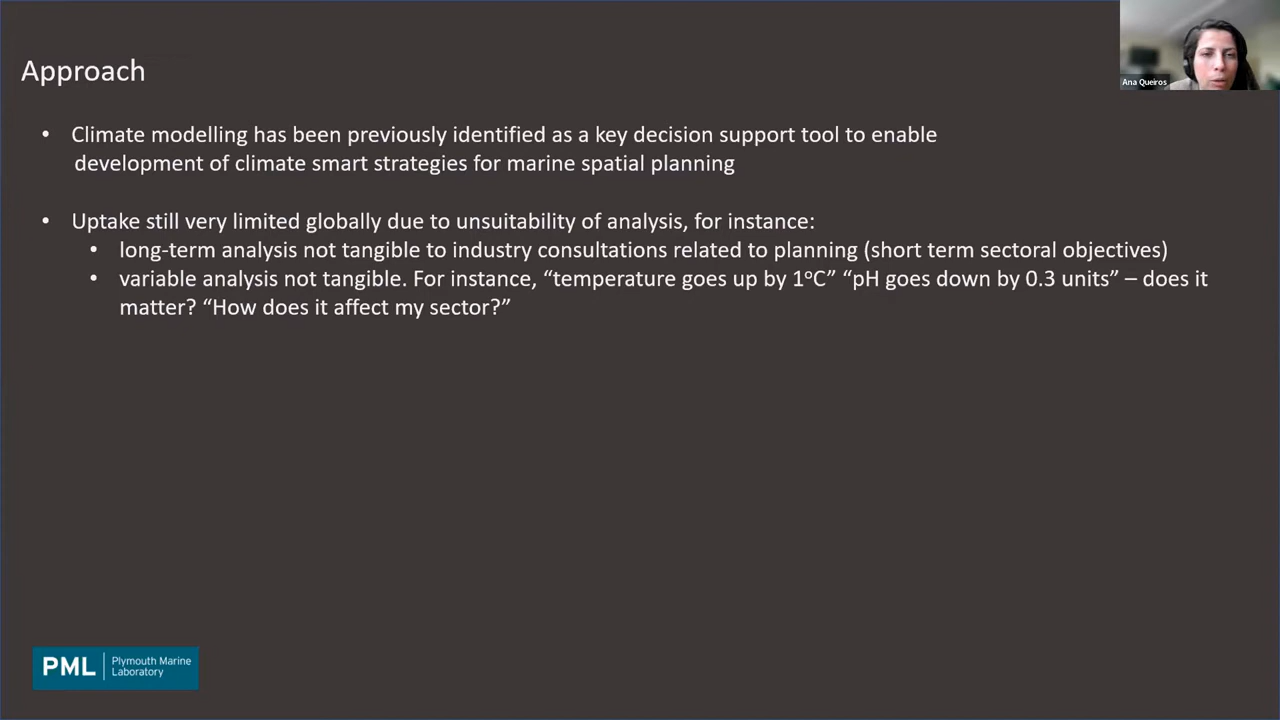 Approach
Ana Queiros
• Climate modelling has been previously identified as a key decision support tool to enable
development of climate smart strategies for marine spatial planning
• Uptake still very limited globally due to unsuitability of analysis, for instance:
• long-term analysis not tangible to industry consultations related to planning (short term sectoral objectives)
• variable analysis not tangible. For instance, “temperature goes up by 1ᵒC” “pH goes down by 0.3 units” – does it
matter? “How does it affect my sector?”
PML | Plymouth Marine
Laboratory